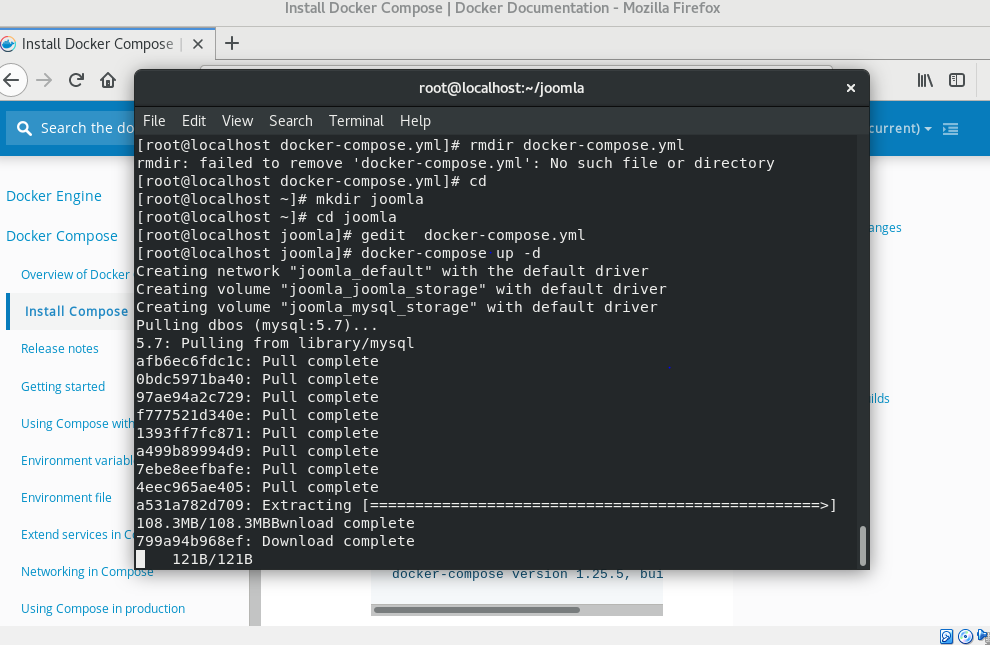 Install Docker Compose | Docker Documentation - Mozilla Firefox
Install Docker Compose |
root@localhost:~/joomla
File Edit View Search Terminal Help
Search the do
current)
[root@localhost docker-compose.yml]# rmdir docker-compose.yml
rmdir: failed to remove 'docker-compose.yml': No such file or directory
[root@localhost docker-compose.yml]# cd
[root@localhost ~]# mkdir joomla
[root@localhost ~]# cd joomla
[root@localhost joomla]# gedit  docker-compose.yml
[root@localhost joomla]# docker-compose up -d
Creating network "joomla_default" with the default driver
Creating volume "joomla_joomla_storage" with default driver
Creating volume "joomla_mysql_storage" with default driver
Pulling dbos (mysql:5.7)...
5.7: Pulling from library/mysql
afb6ec6fdc1c: Pull complete
0bdc5971ba40: Pull complete
97ae94a2c729: Pull complete
f777521d340e: Pull complete
1393ff7fc871: Pull complete
a499b89994d9: Pull complete
7ebe8eefbafe: Pull complete
4eec965ae405: Pull complete
a531a782d709: Extracting [==================================================>]
108.3MB/108.3MBBwnload complete
799a94b968ef: Download complete
121B/121B
Docker Engine
Docker Compose
Overview of Docker
Install Compose
Release notes
Getting started
Using Compose with
Environment variabl
Environment file
Extend services in C
Networking in Compose
Using Compose in production
anges
ilds
docker-compose version 1.25.5, bui